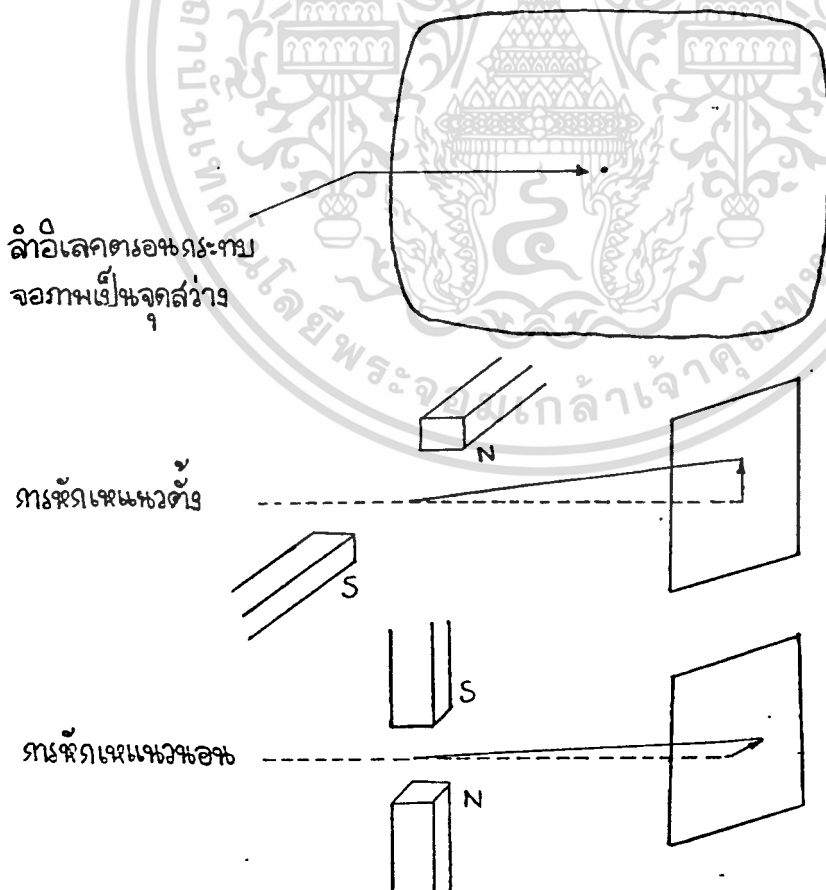 ลำอิเลคตรอนกระทบ
จอภาพเป็นจุดสว่าง
N
การหักเหแนวตั้ง
S
S
การหักเหแนวนอน
N